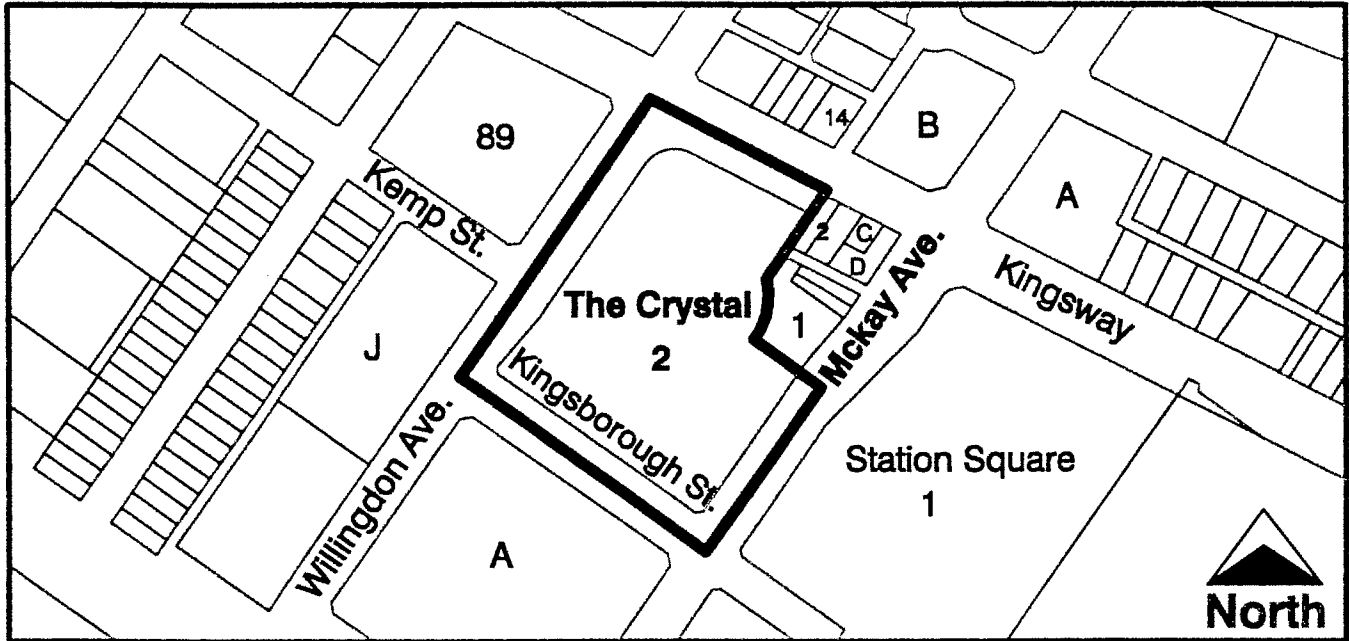 89
14
B
A
Kemp St.
2
C
D
Mckay Ave.
Kingsway
The Crystal
2
1
J
Kingsborough St.
Willingdon Ave.
Station Square
1
A
North